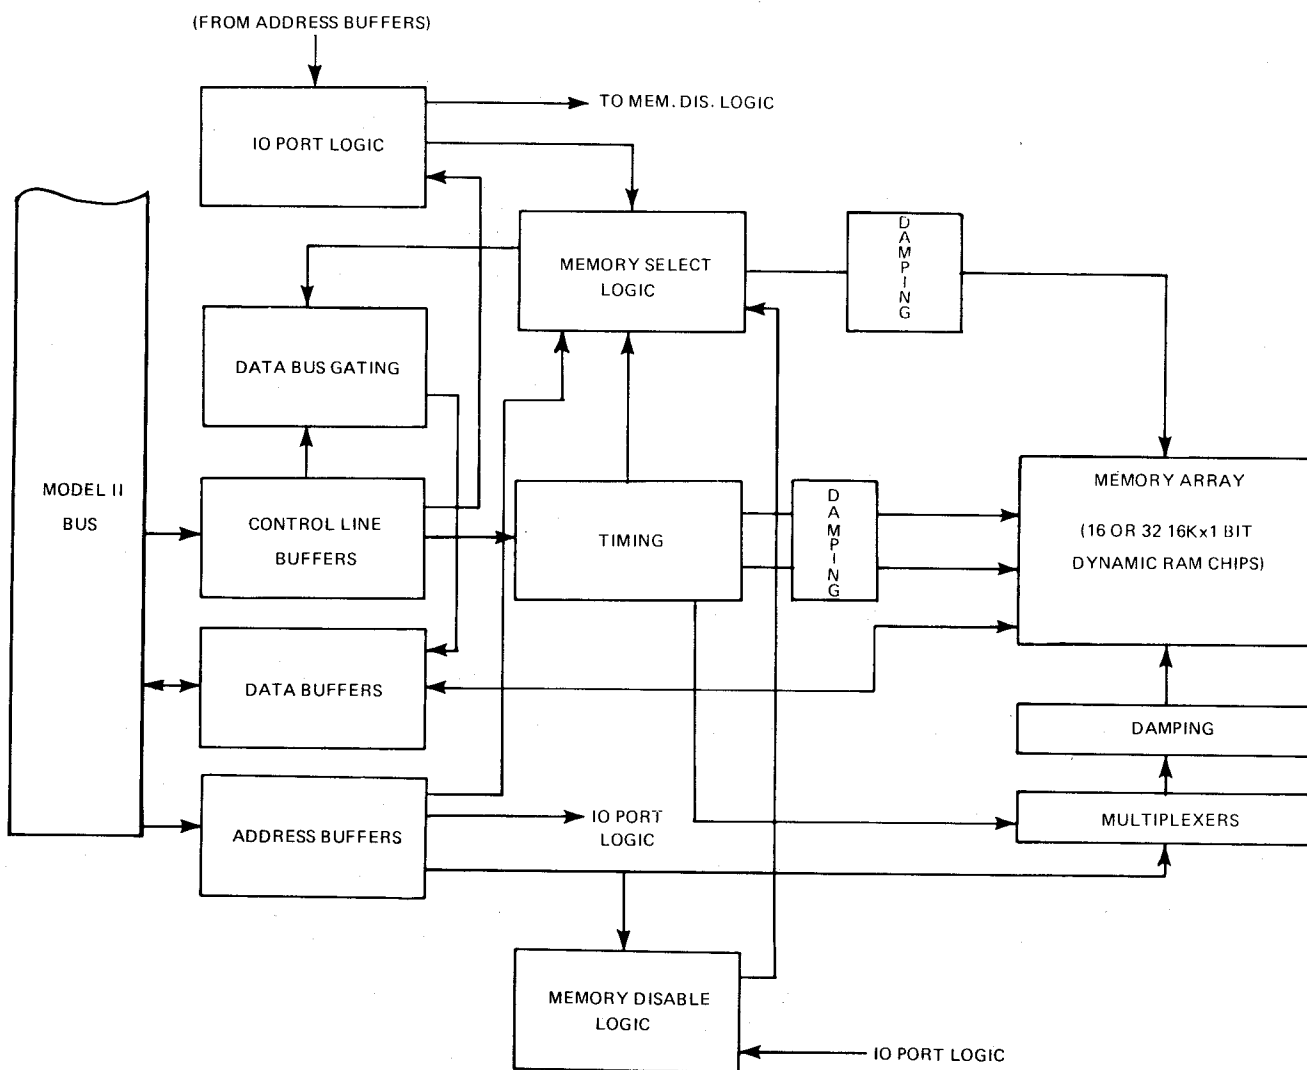 (FROM ADDRESS BUFFERS)
IO PORT LOGIC
TO MEM. DIS. LOGIC
MEMORY SELECT
LOGIC
DAMPING
DATA BUS GATING
MODEL II
BUS
CONTROL LINE
BUFFERS
TIMING
DAMPING
MEMORY ARRAY
(16 OR 32 16Kx1 BIT
DYNAMIC RAM CHIPS)
DATA BUFFERS
DAMPING
ADDRESS BUFFERS
IO PORT
LOGIC
MULTIPLEXERS
MEMORY DISABLE
LOGIC
IO PORT LOGIC